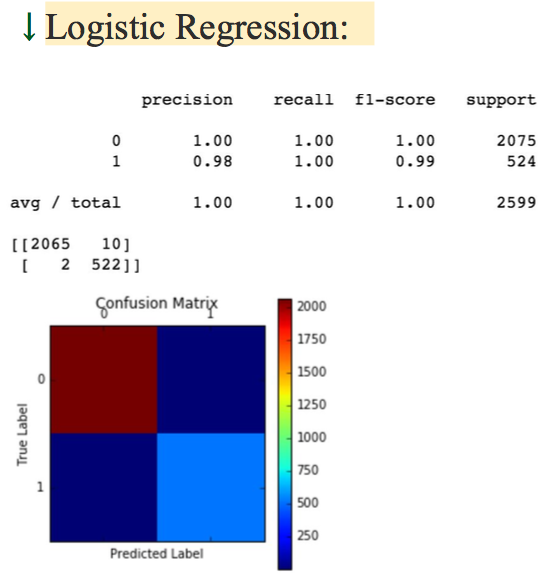 ↓ Logistic Regression:
precision recall f1-score support
0 1.00 1.00 1.00 2075
1 0.98 1.00 0.99 524
avg / total 1.00 1.00 1.00 2599
[[2065 10]
[ 2 522]]
Confusion Matrix
0 1
0
1
True Label
Predicted Label
2000
1750
1500
1250
1000
750
500
250